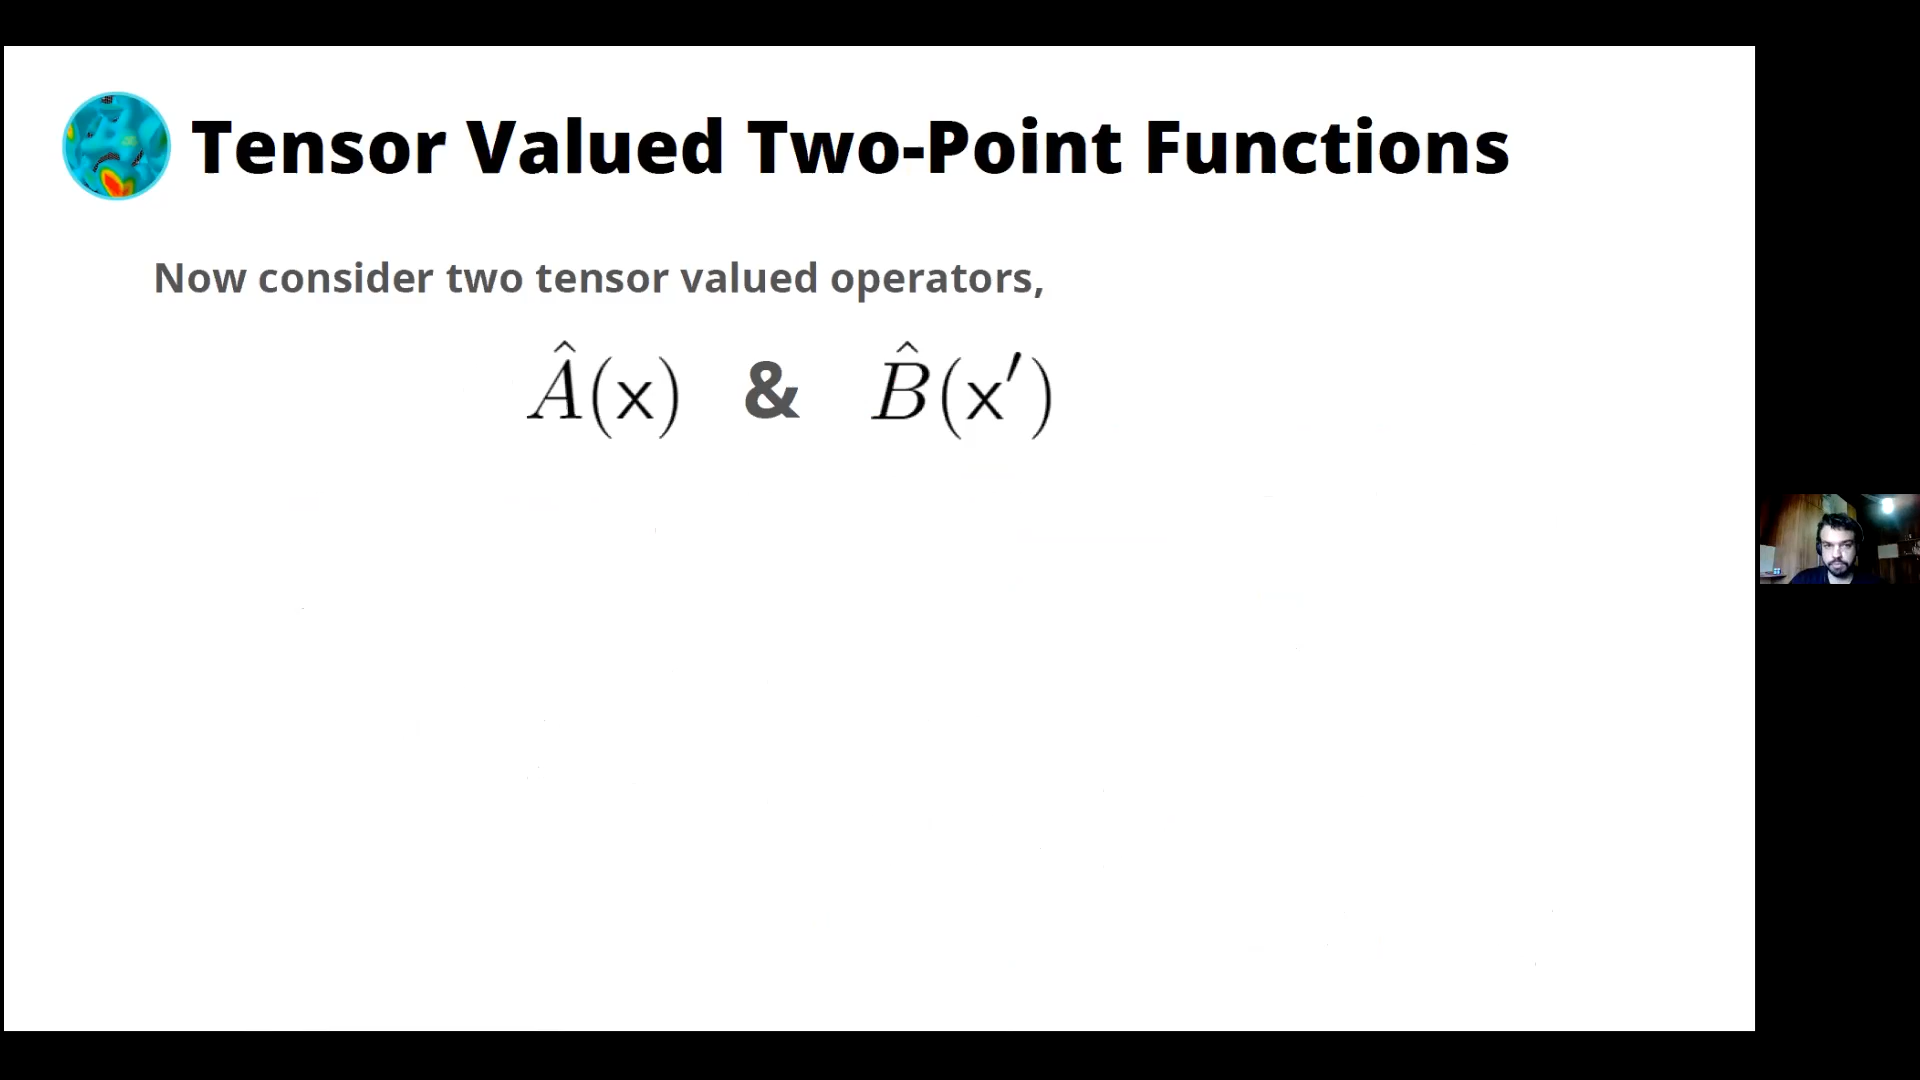 Tensor Valued Two-Point Functions
Now consider two tensor valued operators,
Â(x) & B̂(x′)